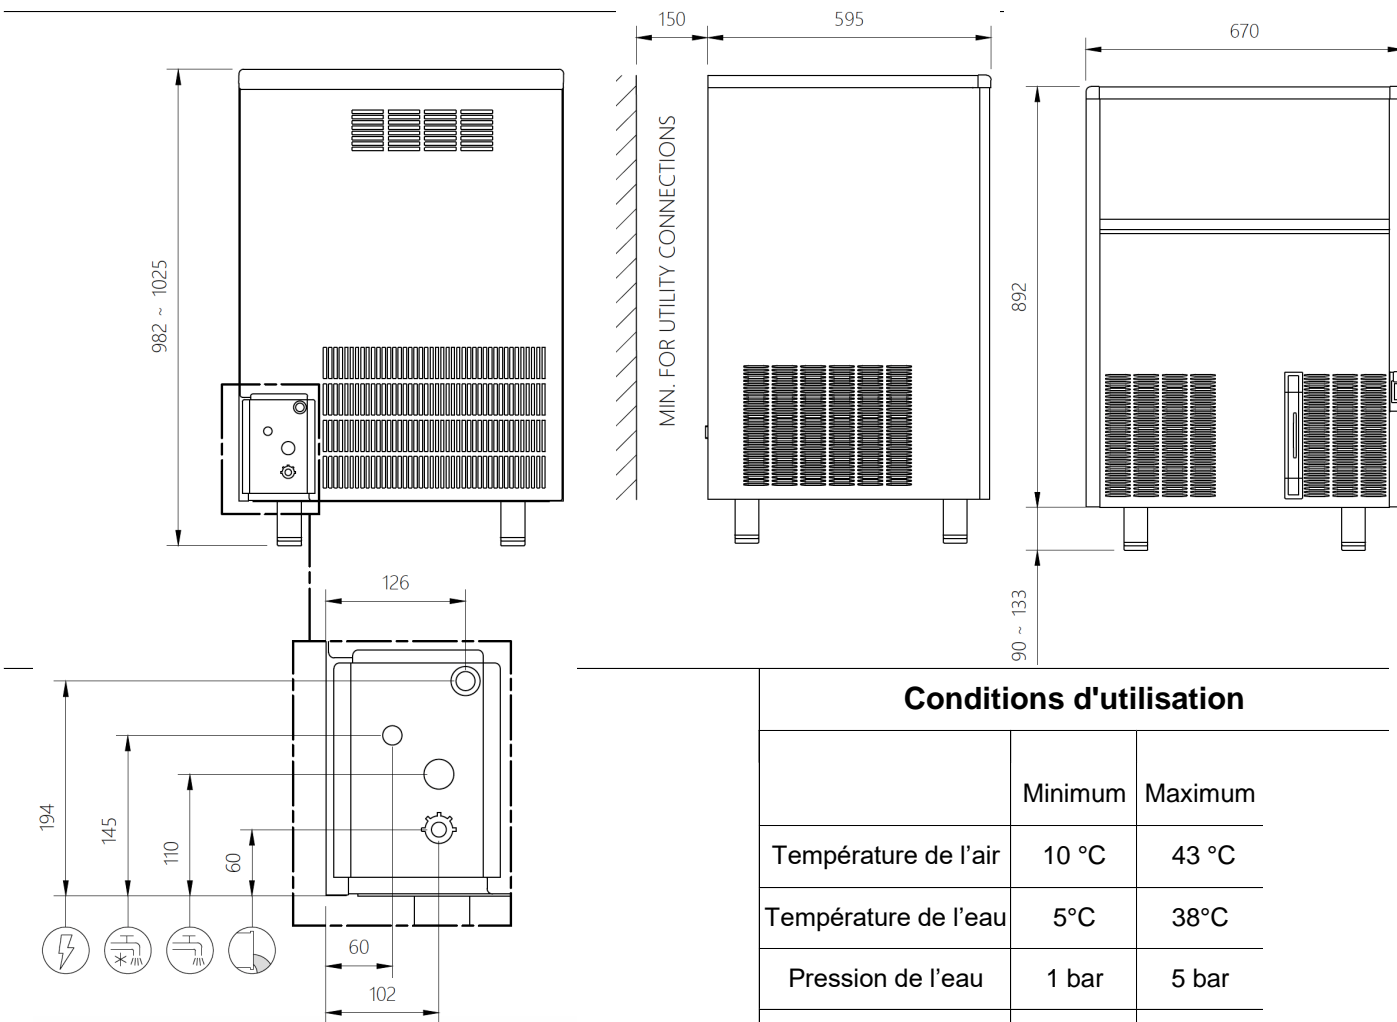 150
595
670
982 ~ 1025
MIN. FOR UTILITY CONNECTIONS
892
90 ~ 133
126
194
145
110
60
60
102
Conditions d'utilisation
Minimum Maximum
Température de l’air 10 °C 43 °C
Température de l’eau 5°C 38°C
Pression de l’eau 1 bar 5 bar